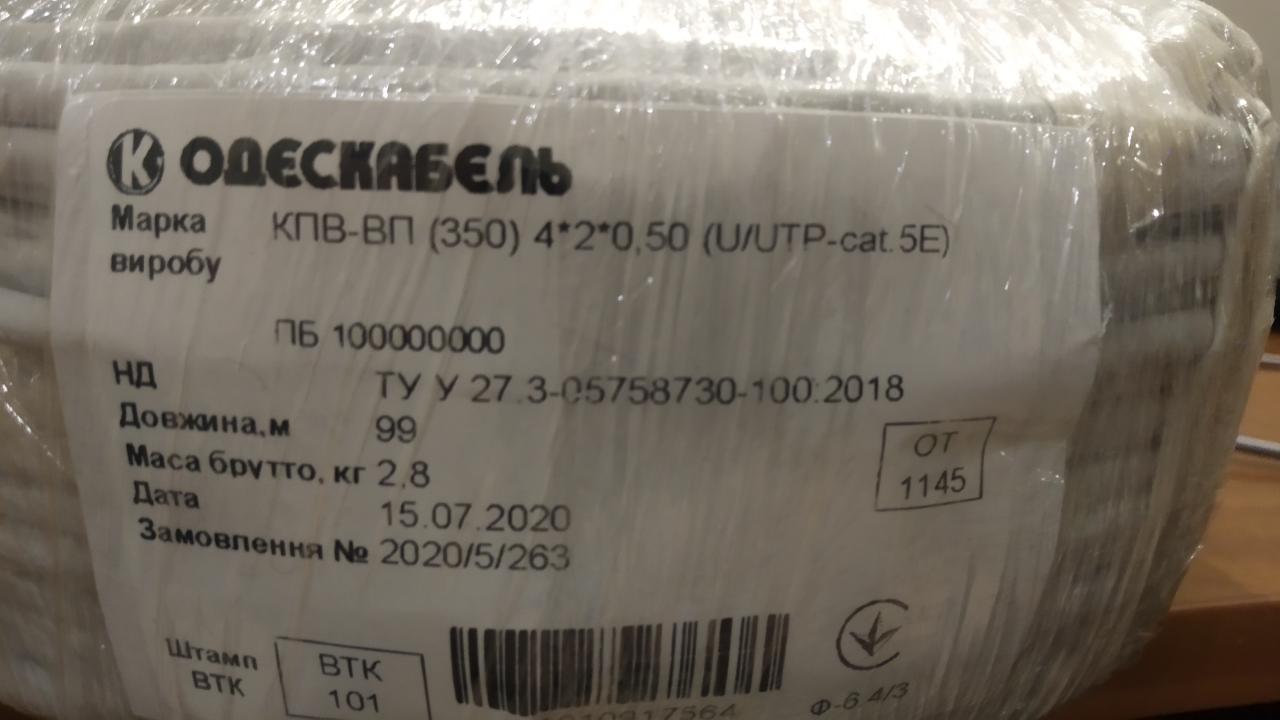 К ОДЕСКАБЕЛЬ
Марка виробу КПВ-ВП (350) 4*2*0,50 (U/UTP-cat.5E)
ПБ 100000000
НД ТУ У 27.3-05758730-100:2018
Довжина,м 99
Маса брутто, кг 2,8
Дата 15.07.2020
Замовлення № 2020/5/263
ОТ
1145
Штамп
ВТК
ВТК
101
Ф-6.4/3